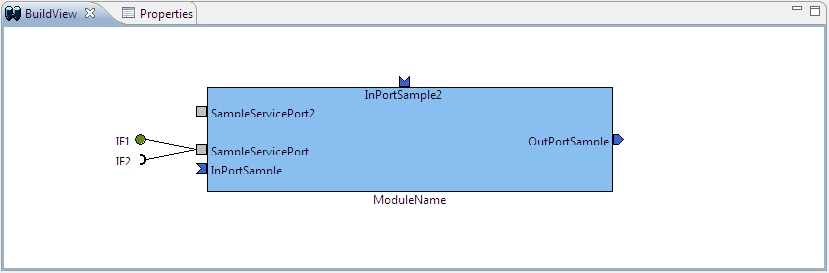 BuildView
Properties
InPortSample2
SampleServicePort2
IF1
OutPortSample
SampleServicePort
IF2
InPortSample
ModuleName